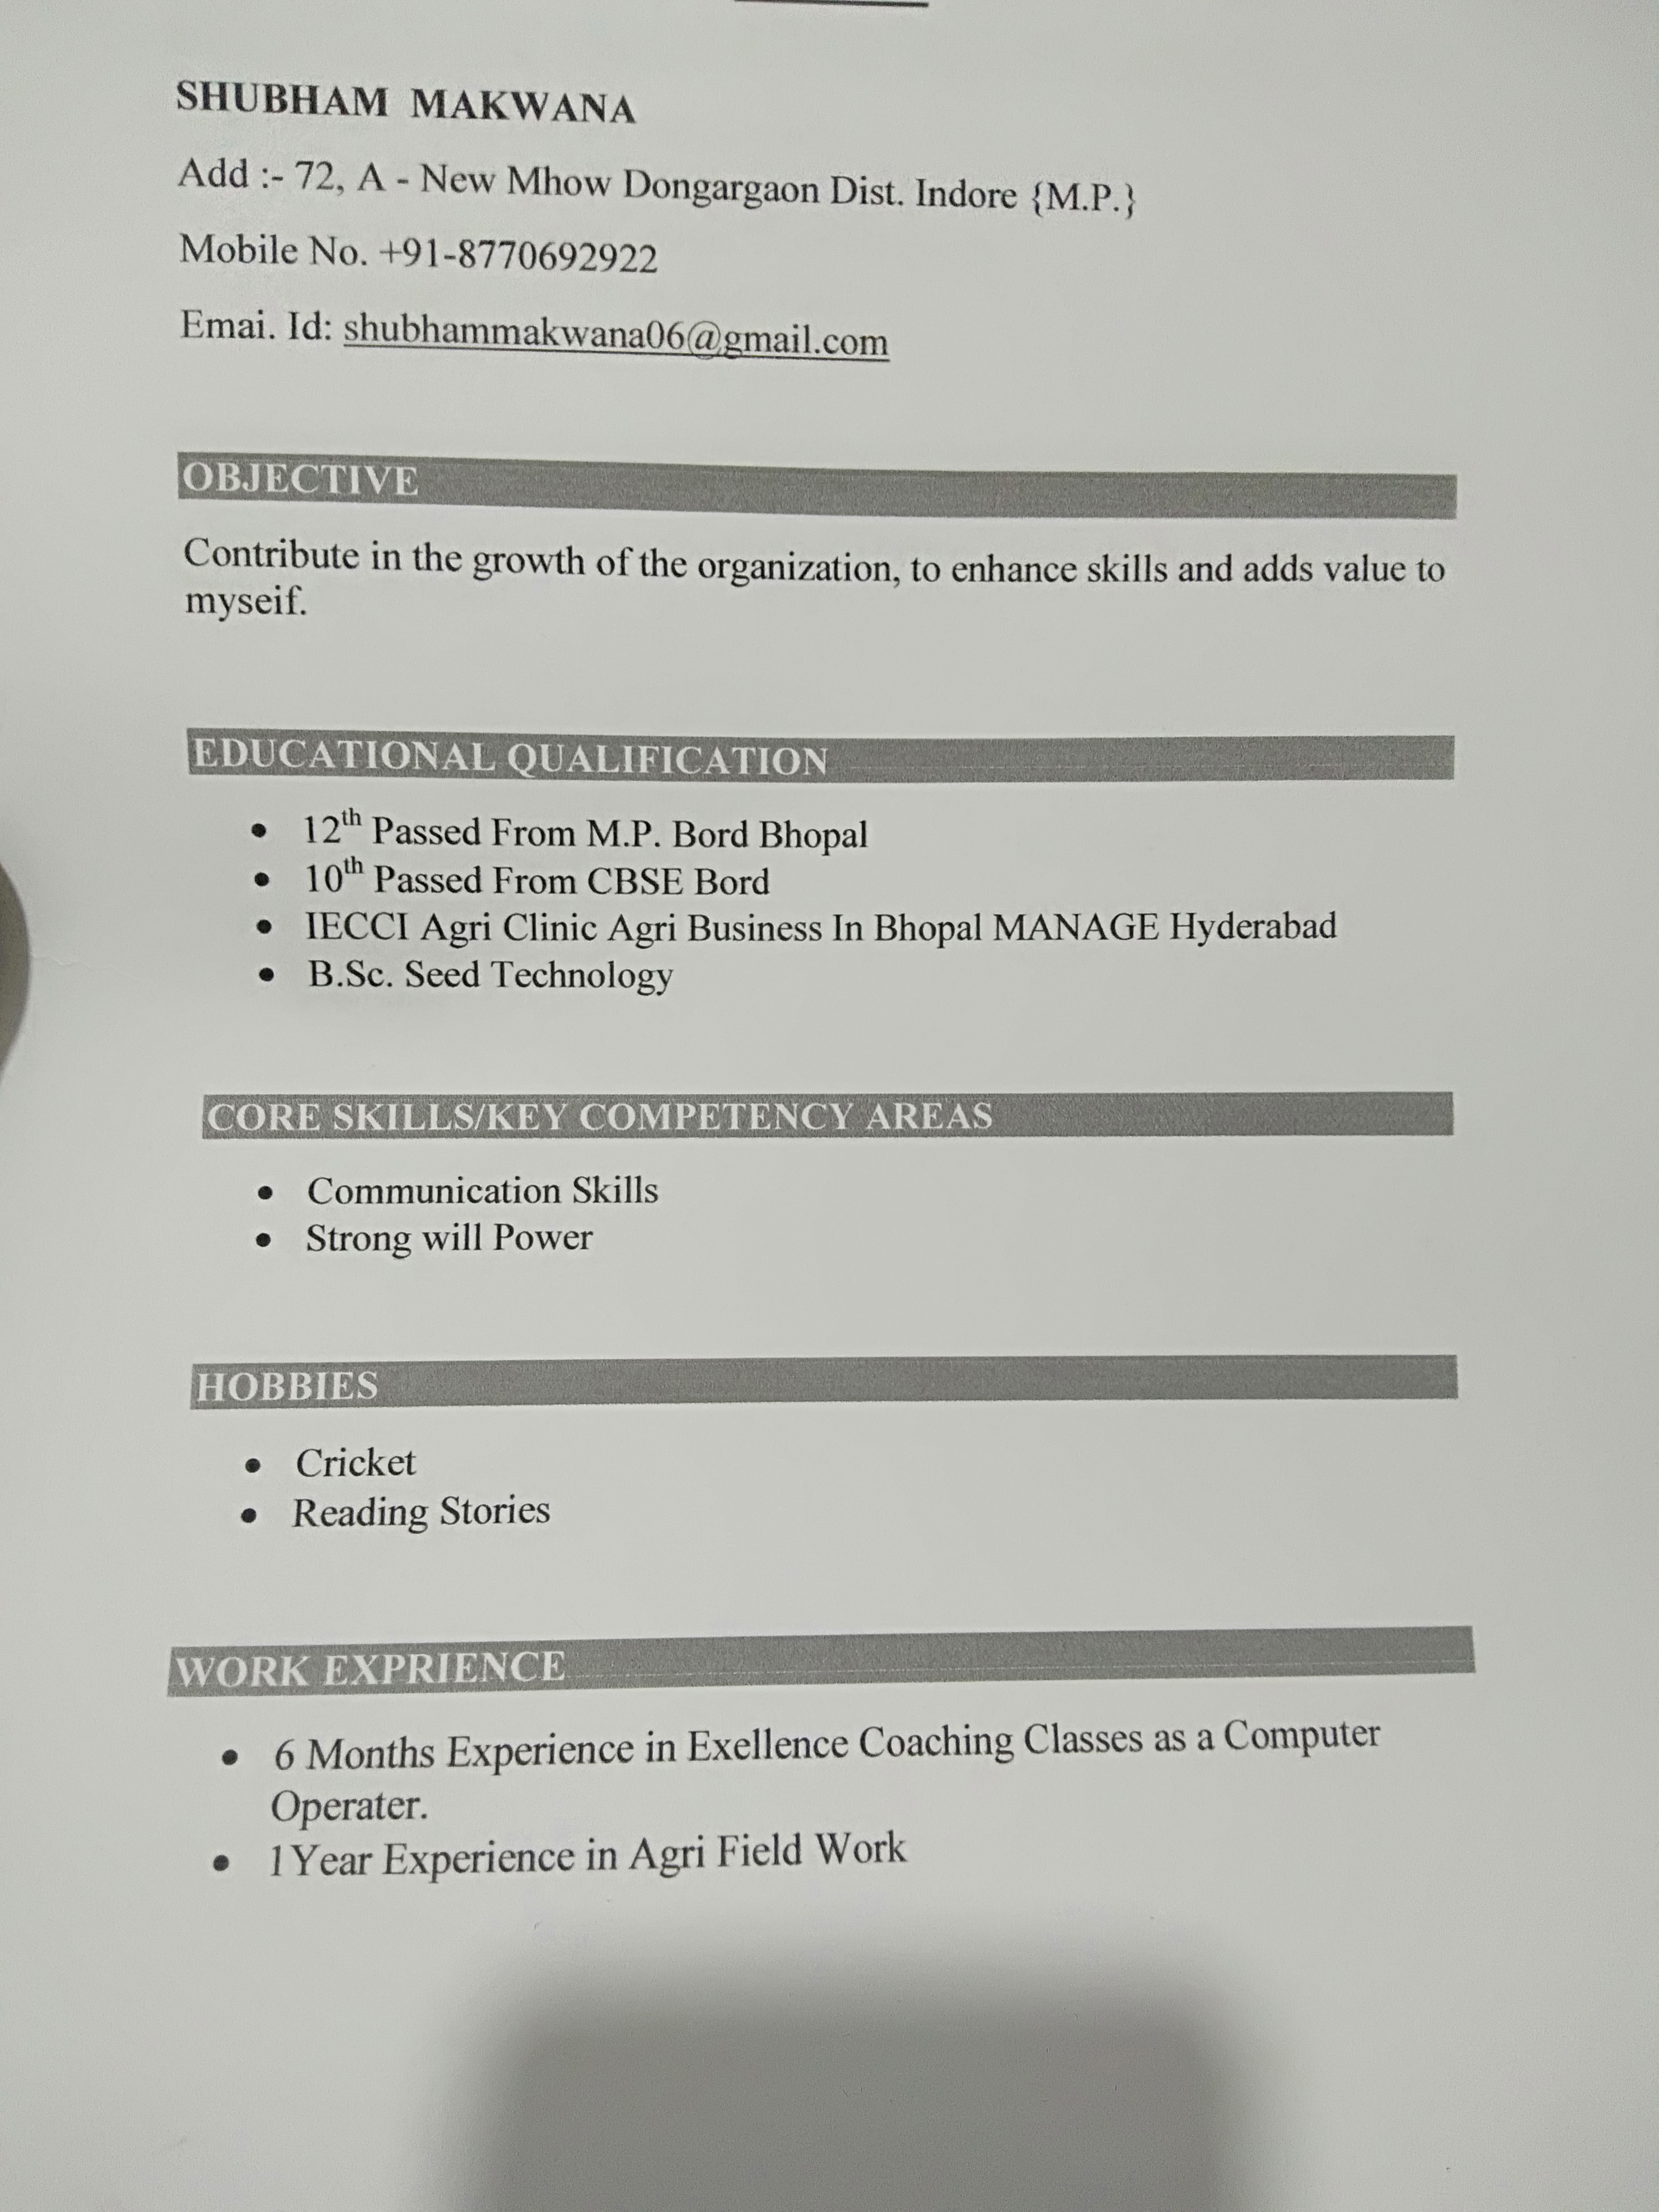 SHUBHAM MAKWANA
Add :- 72, A - New Mhow Dongargaon Dist. Indore {M.P.}
Mobile No. +91-8770692922
Emai. Id: shubhammakwana06@gmail.com
OBJECTIVE
Contribute in the growth of the organization, to enhance skills and adds value to
myseif.
EDUCATIONAL QUALIFICATION
• 12th Passed From M.P. Bord Bhopal
• 10th Passed From CBSE Bord
• IECCI Agri Clinic Agri Business In Bhopal MANAGE Hyderabad
• B.Sc. Seed Technology
CORE SKILLS/KEY COMPETENCY AREAS
• Communication Skills
• Strong will Power
HOBBIES
• Cricket
• Reading Stories
WORK EXPRIENCE
• 6 Months Experience in Exellence Coaching Classes as a Computer
Operater.
• 1Year Experience in Agri Field Work